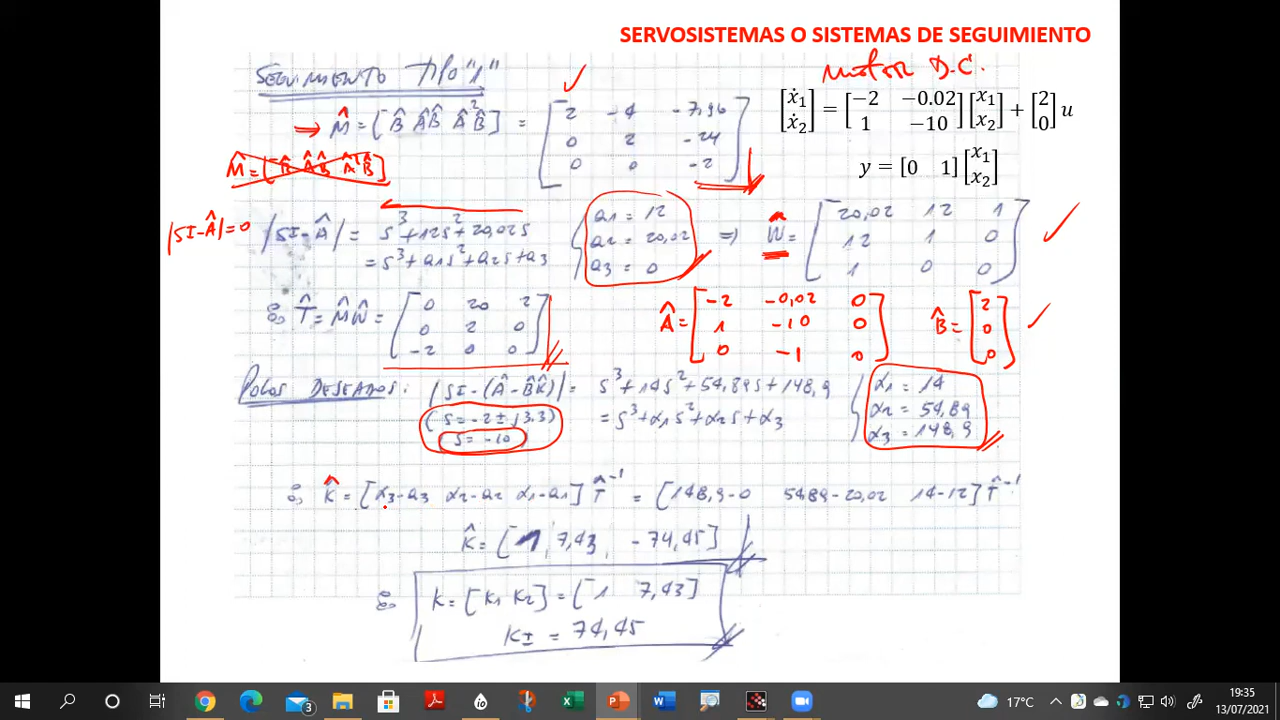 SERVOSISTEMAS O SISTEMAS DE SEGUIMIENTO
SEGUIMIENTO TIPO "1"
Motor D.C.
[ẋ1 ẋ2] = [−2 −0.02 1 −10] [x1 x2] + [2 0] u
y = [0 1] [x1 x2]
M̂ = [B̂ ÂB̂ Â²B̂] = [2 -4 -7,96
0 2 -24
0 0 -2]
M̂ = [B̂ ÂB̂ Â²B̂]
|SI-Â|=0
|SI-Â| = S³+12S²+20,02S
= S³+a1S²+a2S+a3
a1 = 12
a2 = 20,02
a3 = 0
⇒ Ŵ = [20,02 12 1
12 1 0
1 0 0]
T̂ = M̂Ŵ = [0 20 2
0 2 0
-2 0 0]
Â = [-2 -0,02 0
1 -10 0
0 -1 0]
B̂ = [2
0
0]
POLOS DESEADOS: |SI-(Â-B̂K̂)| = S³+14S²+54,89S+148,9
(S=-2±j3.3)
S=-10
= S³+α1S²+α2S+α3
α1 = 14
α2 = 54,89
α3 = 148,9
K̂ = [α3-a3 α2-a2 α1-a1] T̂⁻¹ = [148,9-0 54,89-20,02 14-12] T̂⁻¹
K̂ = [1 7,43 , -74,45]
K = [K1 K2] = [1 7,43]
KI = 74,45
3
17°C
19:35
13/07/2021